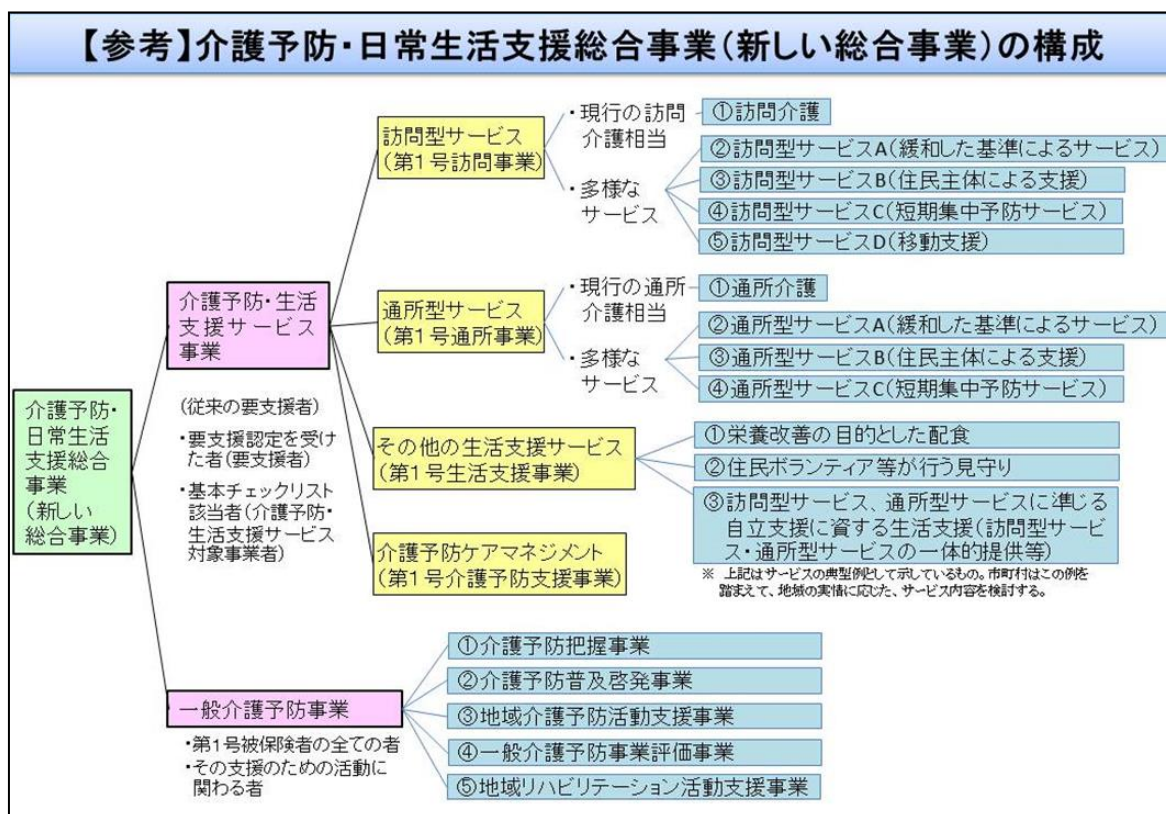 【参考】介護予防・日常生活支援総合事業(新しい総合事業)の構成
介護予防・
日常生活
支援総合
事業
(新しい
総合事業)
介護予防・生活
支援サービス
事業
(従来の要支援者)
・要支援認定を受け
た者(要支援者)
・基本チェックリスト
該当者(介護予防・
生活支援サービス
対象事業者)
訪問型サービス
(第1号訪問事業)
・現行の訪問
介護相当
①訪問介護
・多様な
サービス
②訪問型サービスA(緩和した基準によるサービス)
③訪問型サービスB(住民主体による支援)
④訪問型サービスC(短期集中予防サービス)
⑤訪問型サービスD(移動支援)
通所型サービス
(第1号通所事業)
・現行の通所
介護相当
①通所介護
・多様な
サービス
②通所型サービスA(緩和した基準によるサービス)
③通所型サービスB(住民主体による支援)
④通所型サービスC(短期集中予防サービス)
その他の生活支援サービス
(第1号生活支援事業)
①栄養改善の目的とした配食
②住民ボランティア等が行う見守り
③訪問型サービス、通所型サービスに準じる
自立支援に資する生活支援(訪問型サービ
ス・通所型サービスの一体的提供等)
介護予防ケアマネジメント
(第1号介護予防支援事業)
※ 上記はサービスの典型例として示しているもの。市町村はこの例を
踏まえて、地域の実情に応じた、サービス内容を検討する。
一般介護予防事業
・第1号被保険者の全ての者
・その支援のための活動に
関わる者
①介護予防把握事業
②介護予防普及啓発事業
③地域介護予防活動支援事業
④一般介護予防事業評価事業
⑤地域リハビリテーション活動支援事業